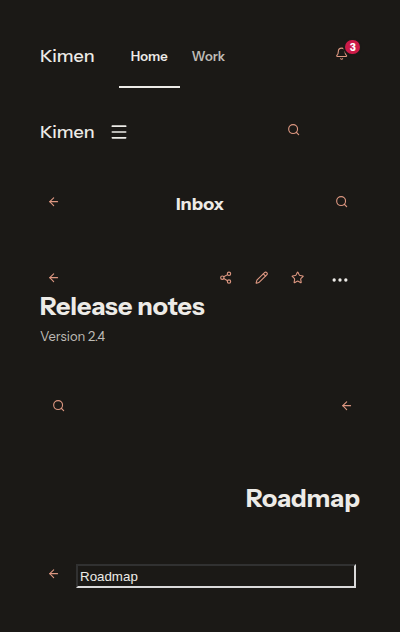 Kimen Home Work 3
Kimen
Inbox
Release notes
Version 2.4
Roadmap
Roadmap